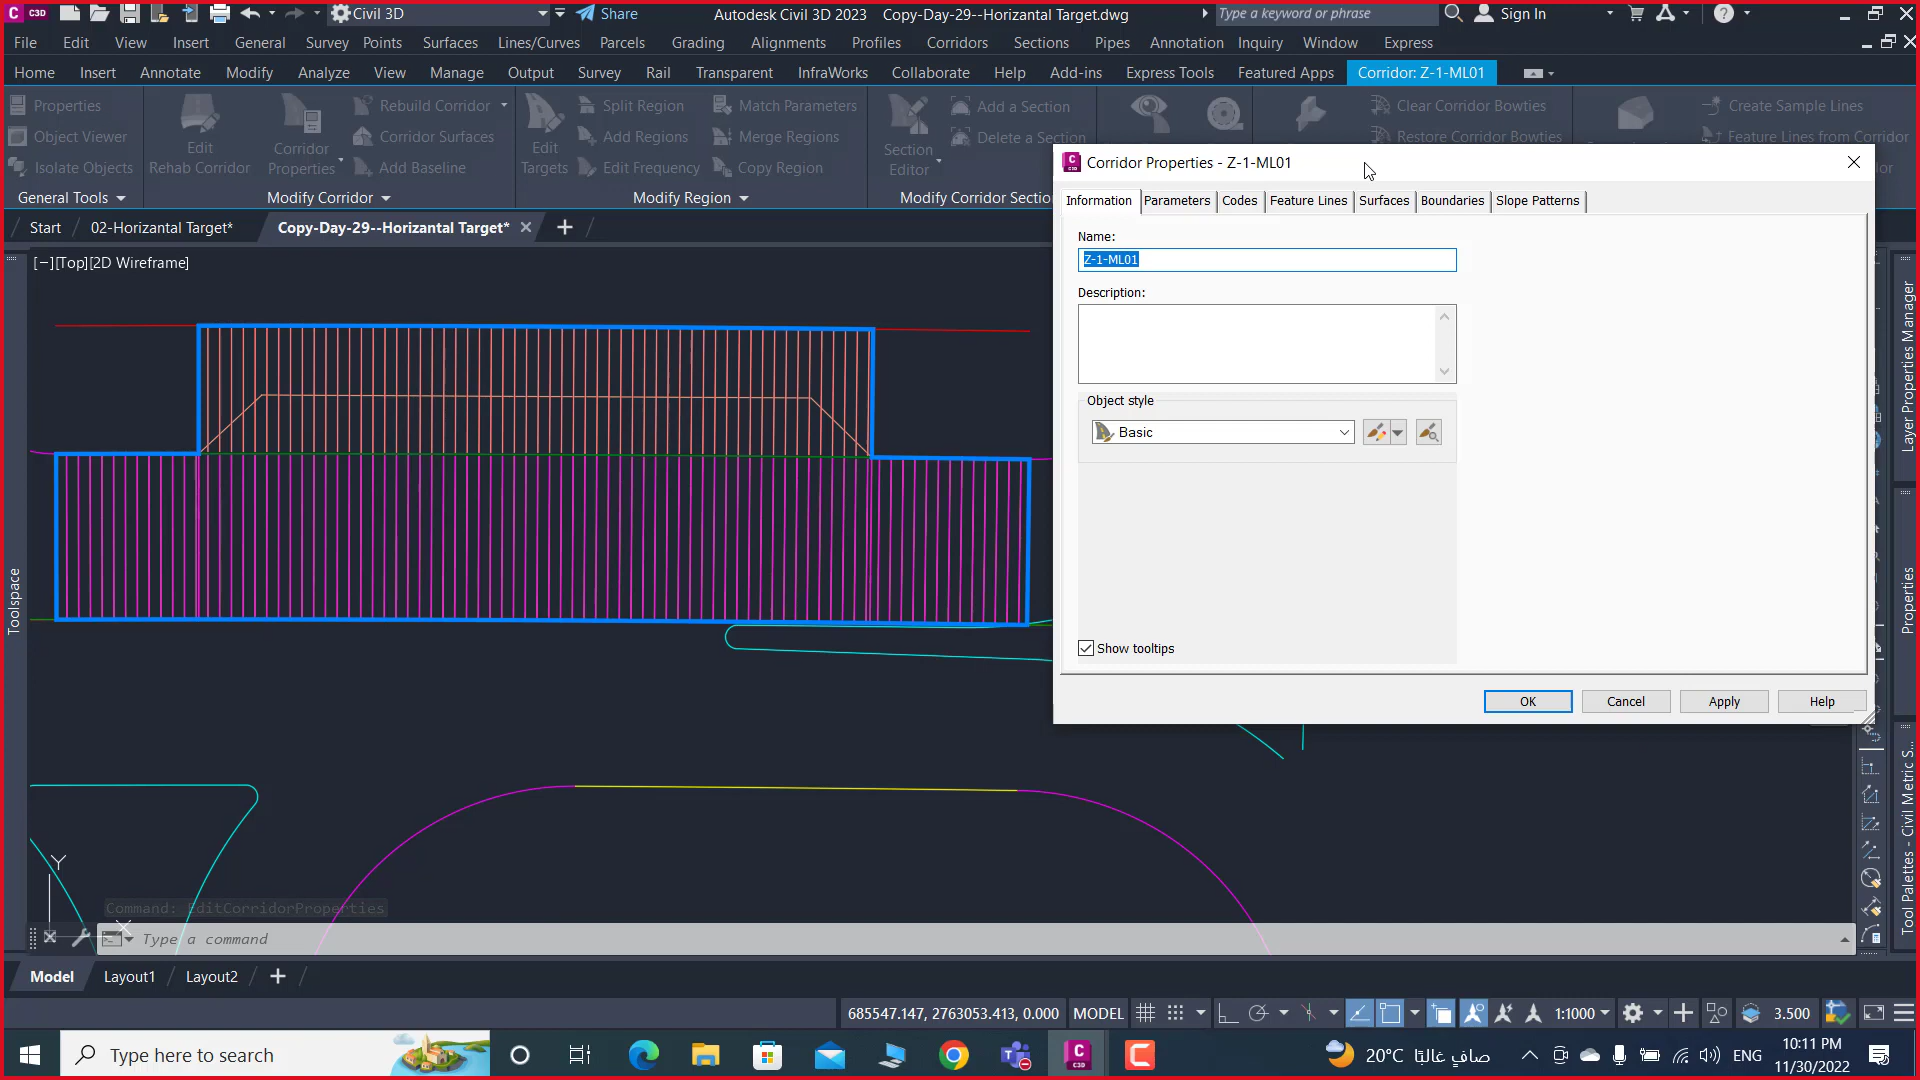 C3D
Civil 3D
Share
Autodesk Civil 3D 2023 Copy-Day-29--Horizantal Target.dwg
Type a keyword or phrase
Sign In
File Edit View Insert General Survey Points Surfaces Lines/Curves Parcels Grading Alignments Profiles Corridors Sections Pipes Annotation Inquiry Window Express
Home Insert Annotate Modify Analyze View Manage Output Survey Rail Transparent InfraWorks Collaborate Help Add-ins Express Tools Featured Apps Corridor: Z-1-ML01
Properties
Object Viewer
Isolate Objects
General Tools
Edit
Rehab Corridor
Corridor
Properties
Rebuild Corridor
Corridor Surfaces
Add Baseline
Modify Corridor
Edit
Targets
Split Region
Add Regions
Edit Frequency
Match Parameters
Merge Regions
Copy Region
Modify Region
Section
Editor
Add a Section
Delete a Section
Modify Corridor Sectio
Clear Corridor Bowties
Restore Corridor Bowties
Create Sample Lines
Feature Lines from Corridor
Start
02-Horizantal Target*
Copy-Day-29--Horizantal Target*
[−][Top][2D Wireframe]
Corridor Properties - Z-1-ML01
Information Parameters Codes Feature Lines Surfaces Boundaries Slope Patterns
Name:
Z-1-ML01
Description:
Object style
Basic
Show tooltips
OK
Cancel
Apply
Help
Toolspace
Layer Properties Manager
Properties
Tool Palettes - Civil Metric S...
Y
X
Command: EditCorridorProperties
Type a command
Model
Layout1
Layout2
685547.147, 2763053.413, 0.000
MODEL
1:1000
3.500
Type here to search
C3D
20°C
صافٍ غالبًا
ENG
10:11 PM
11/30/2022